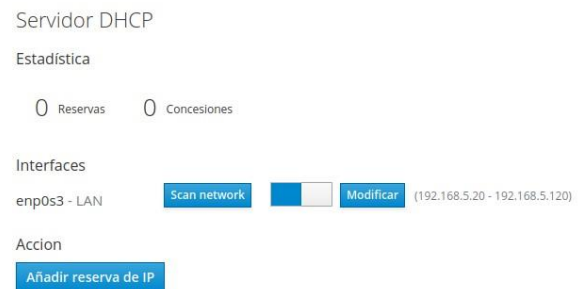 Servidor DHCP
Estadística
0 Reservas 0 Concesiones
Interfaces
enp0s3 - LAN Scan network Modificar (192.168.5.20 - 192.168.5.120)
Accion
Añadir reserva de IP